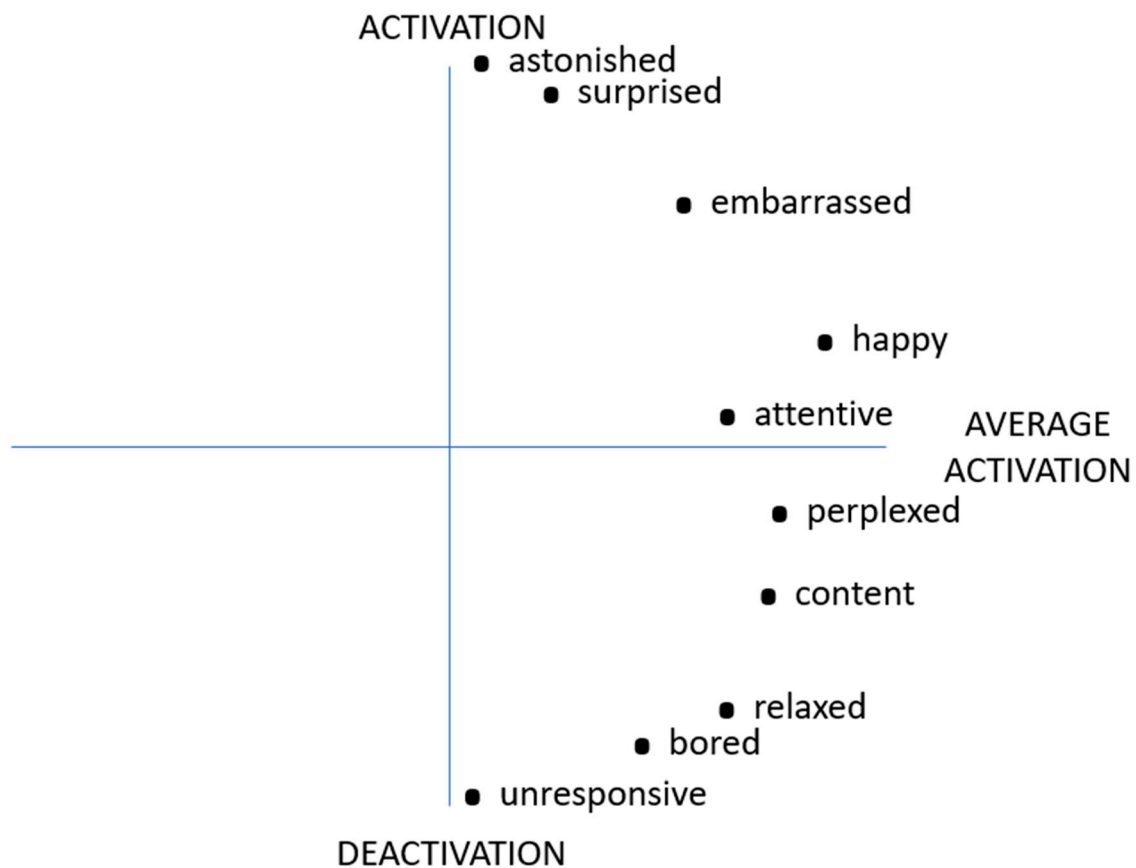 ACTIVATION
astonished
surprised
embarrassed
happy
attentive
AVERAGE
ACTIVATION
perplexed
content
relaxed
bored
unresponsive
DEACTIVATION